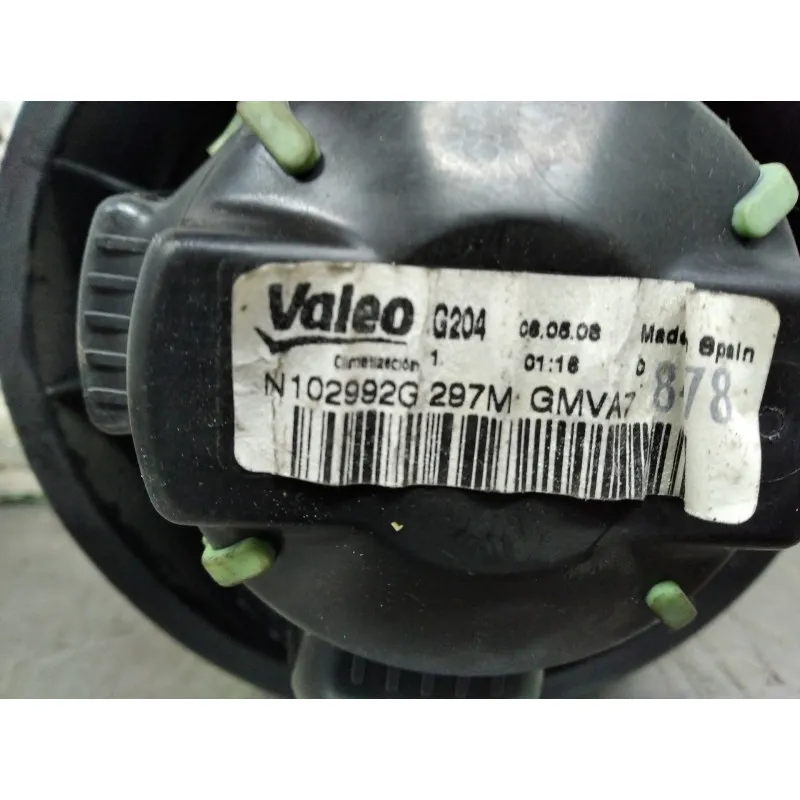 Valeo G204 06.06.08 Made Spain
Climatización 1. 01:16
N102992G 297M GMVA7 878